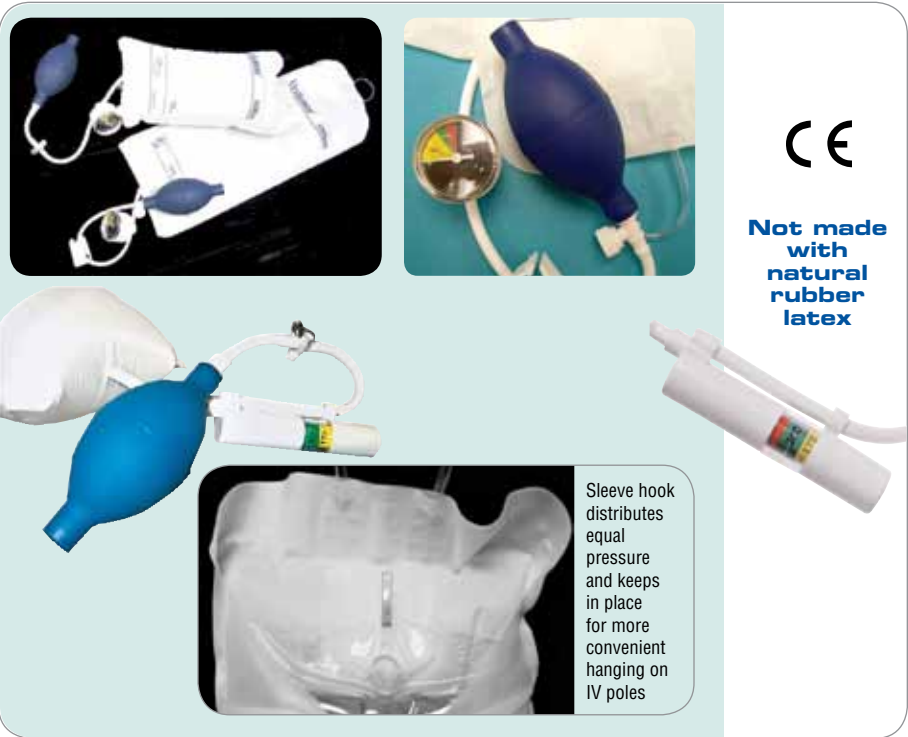 CE
Not made
with
natural
rubber
latex
Sleeve hook
distributes
equal
pressure
and keeps
in place
for more
convenient
hanging on
IV poles